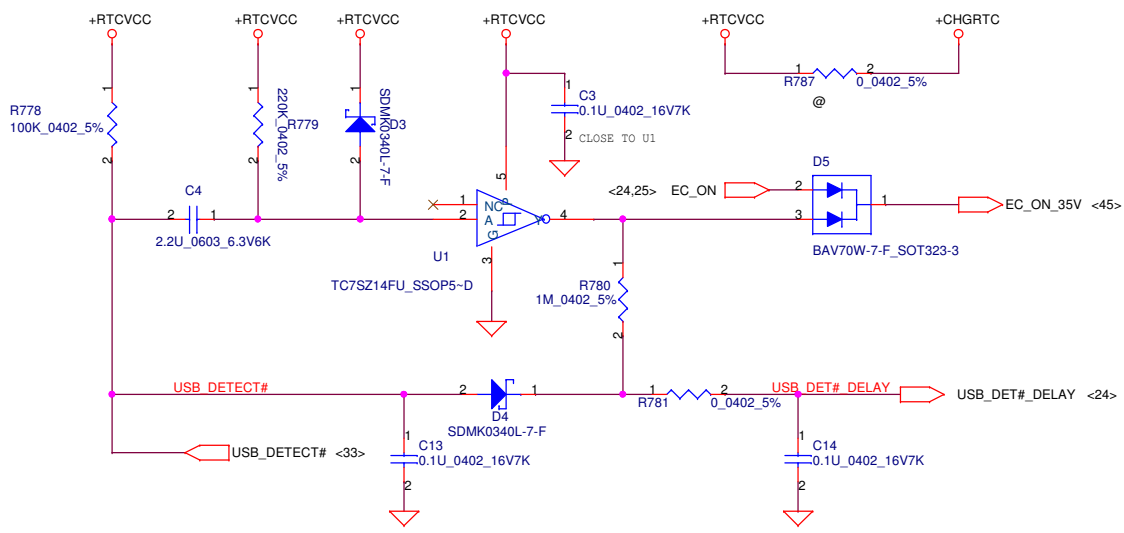 +RTCVCC
+RTCVCC
+RTCVCC
+RTCVCC
+RTCVCC
+CHGRTC
1
R778
100K_0402_5%
2
1
220K_0402_5%
R779
2
1
SDMK0340L-7-F
D3
2
1
C3
0.1U_0402_16V7K
2
CLOSE TO U1
1
2
R787
0_0402_5%
@
C4
2
1
2.2U_0603_6.3V6K
5
1
NC
P
2
A
Y
4
G
3
U1
TC7SZ14FU_SSOP5~D
<24,25>
EC_ON
D5
2
3
1
EC_ON_35V <45>
BAV70W-7-F_SOT323-3
1
R780
1M_0402_5%
2
USB_DETECT#
2
1
D4
SDMK0340L-7-F
1
2
R781
0_0402_5%
USB_DET#_DELAY
USB_DET#_DELAY <24>
USB_DETECT# <33>
1
C13
0.1U_0402_16V7K
2
1
C14
0.1U_0402_16V7K
2